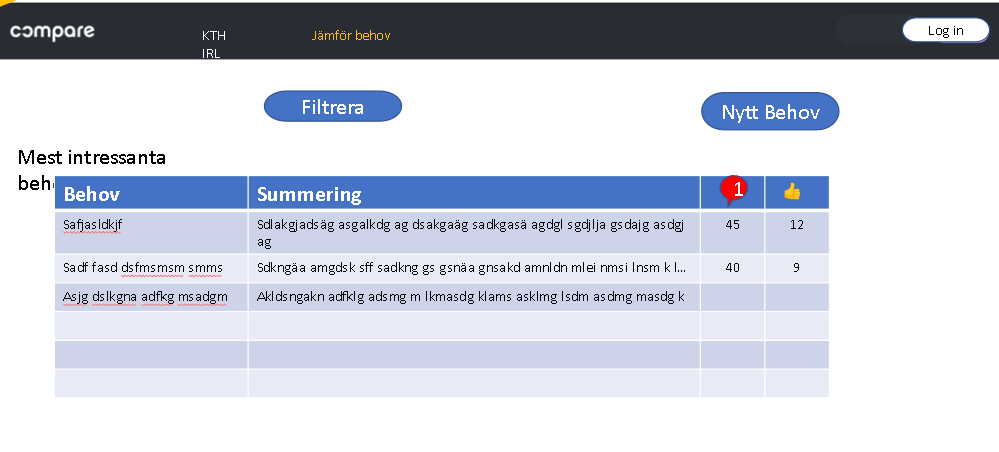 compare
KTH
IRL
Jämför behov
Log in
Filtrera
Nytt Behov
Mest intressanta
Behov Summering 1 👍
Safjasldkjf Sdlakgjadsäg asgalkdg ag dsakgaäg sadkgasä agdgl sgdjlja gsdajg asdgj 45 12
ag
Sadf fasd dsfmsmsm smms Sdkngäa amgdsk sff sadkng gs gsnäa gnsakd amnldn mlei nmsi lnsm k l… 40 9
Asjg dslkgna adfkg msadgm Akldsngakn adfklg adsmg m lkmasdg klams asklmg lsdm asdmg masdg k